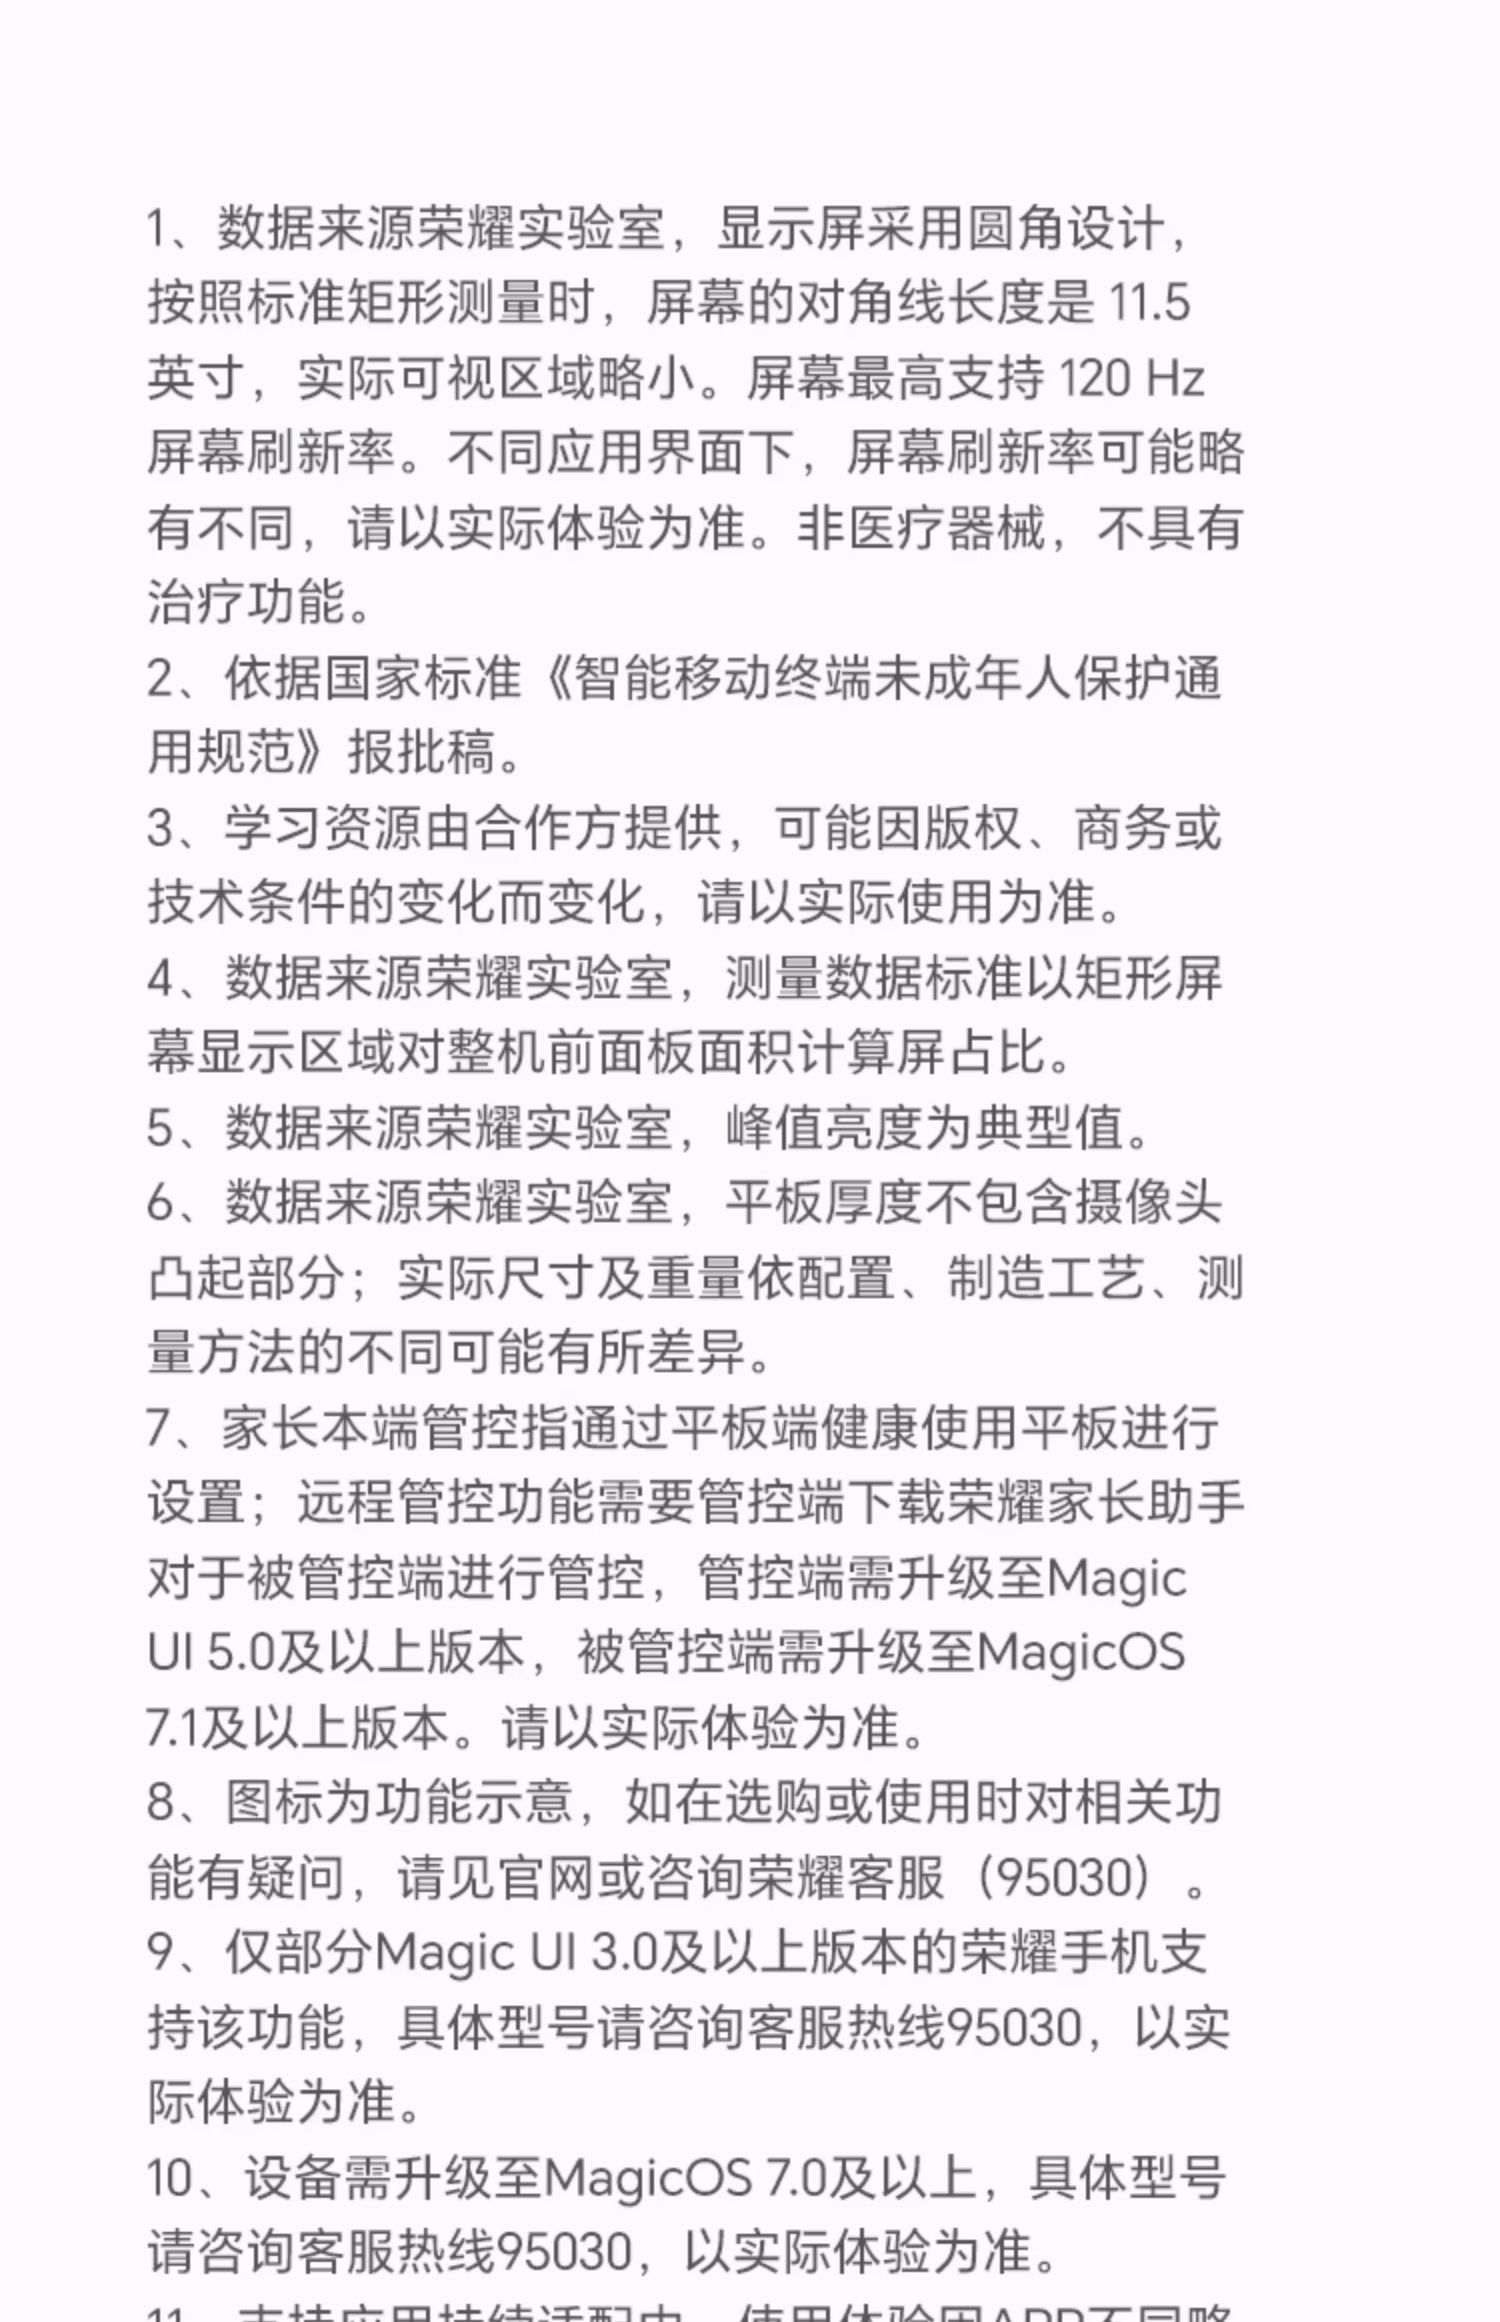 1、数据来源荣耀实验室，显示屏采用圆角设计，
按照标准矩形测量时，屏幕的对角线长度是 11.5
英寸，实际可视区域略小。屏幕最高支持 120 Hz
屏幕刷新率。不同应用界面下，屏幕刷新率可能略
有不同，请以实际体验为准。非医疗器械，不具有
治疗功能。
2、依据国家标准《智能移动终端未成年人保护通
用规范》报批稿。
3、学习资源由合作方提供，可能因版权、商务或
技术条件的变化而变化，请以实际使用为准。
4、数据来源荣耀实验室，测量数据标准以矩形屏
幕显示区域对整机前面板面积计算屏占比。
5、数据来源荣耀实验室，峰值亮度为典型值。
6、数据来源荣耀实验室，平板厚度不包含摄像头
凸起部分；实际尺寸及重量依配置、制造工艺、测
量方法的不同可能有所差异。
7、家长本端管控指通过平板端健康使用平板进行
设置；远程管控功能需要管控端下载荣耀家长助手
对于被管控端进行管控，管控端需升级至Magic
UI 5.0及以上版本，被管控端需升级至MagicOS
7.1及以上版本。请以实际体验为准。
8、图标为功能示意，如在选购或使用时对相关功
能有疑问，请见官网或咨询荣耀客服（95030）。
9、仅部分Magic UI 3.0及以上版本的荣耀手机支
持该功能，具体型号请咨询客服热线95030，以实
际体验为准。
10、设备需升级至MagicOS 7.0及以上，具体型号
请咨询客服热线95030，以实际体验为准。
11、支持应用持续适配中，使用体验因APP不同略